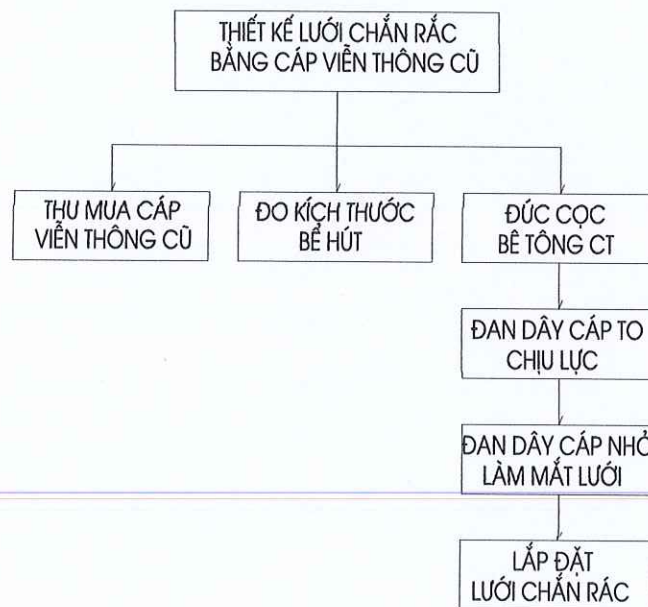 THIẾT KẾ LƯỚI CHẮN RÁC
BẰNG CÁP VIỄN THÔNG CŨ
THU MUA CÁP
VIỄN THÔNG CŨ
ĐO KÍCH THƯỚC
BỂ HÚT
ĐỨC CỌC
BÊ TÔNG CT
ĐAN DÂY CÁP TO
CHỊU LỰC
ĐAN DÂY CÁP NHỎ
LÀM MẮT LƯỚI
LẮP ĐẶT
LƯỚI CHẮN RÁC